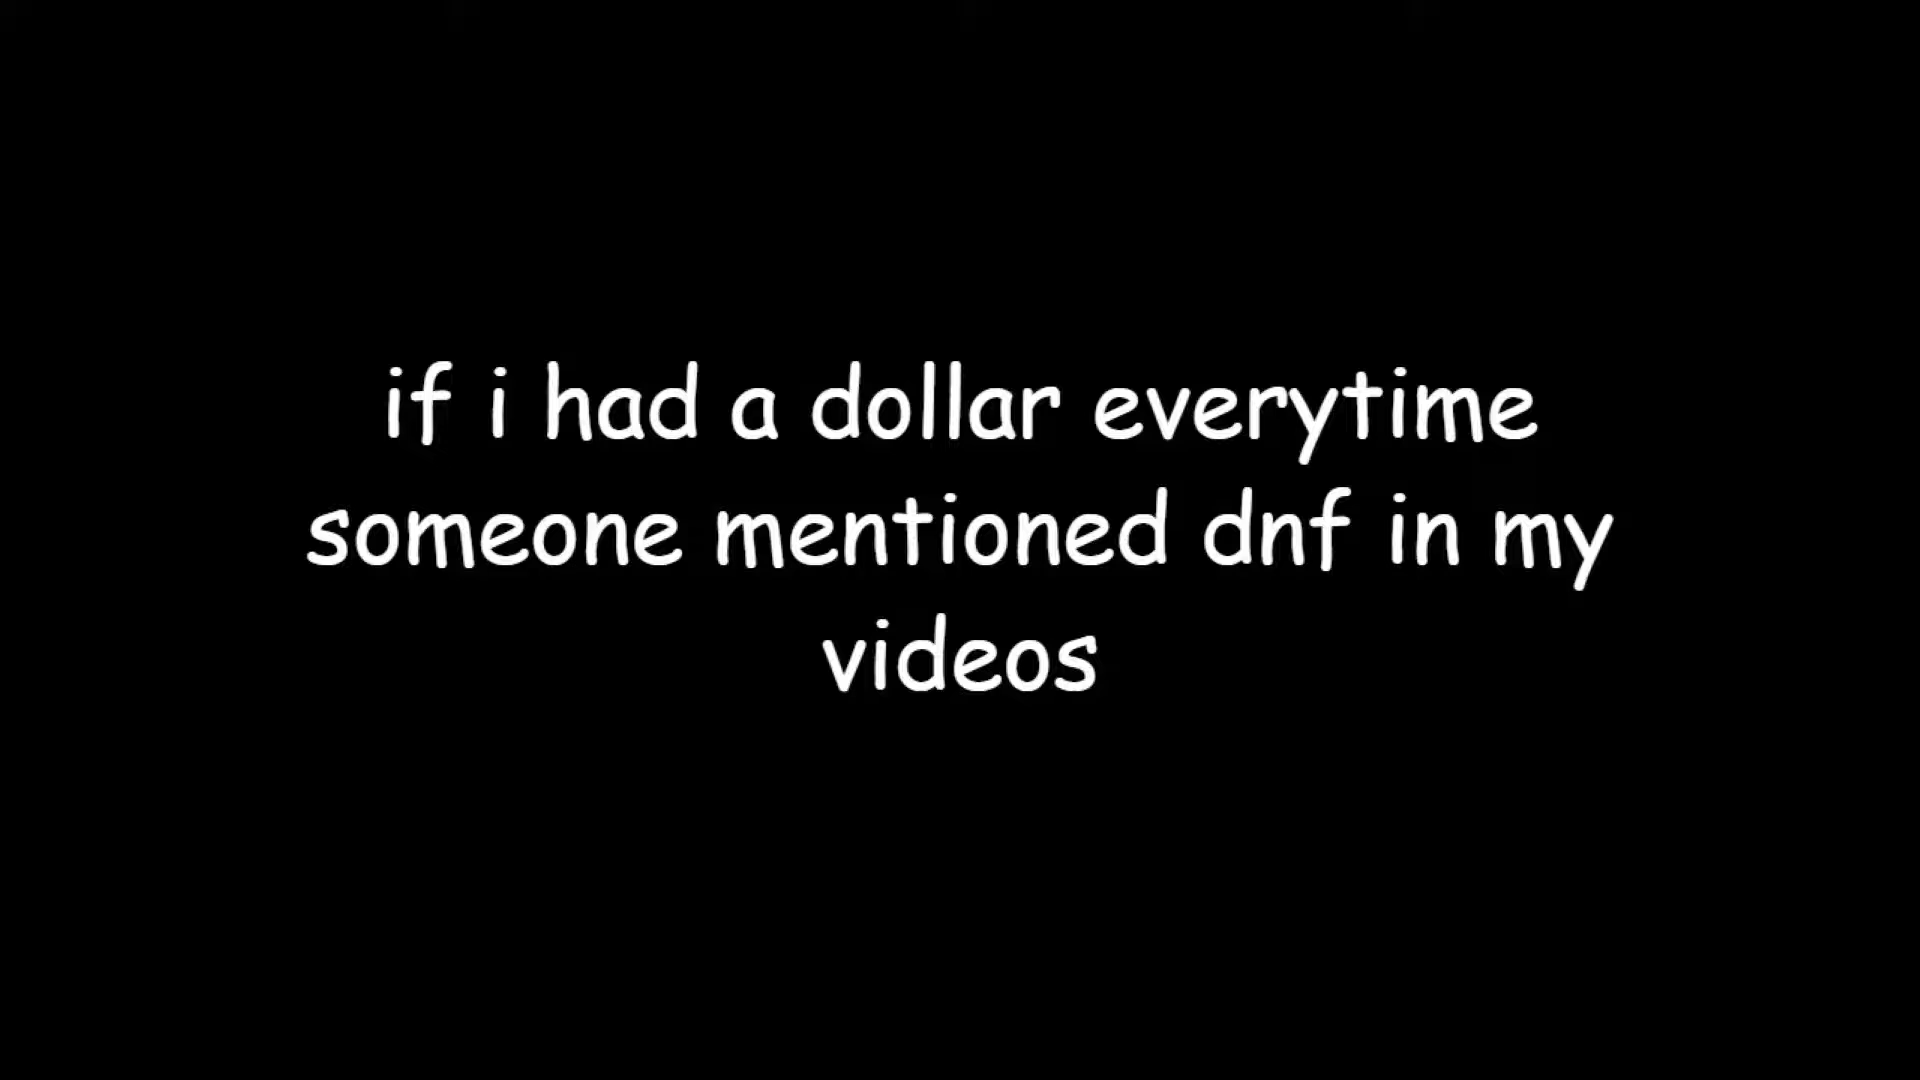 if i had a dollar everytime
someone mentioned dnf in my
videos